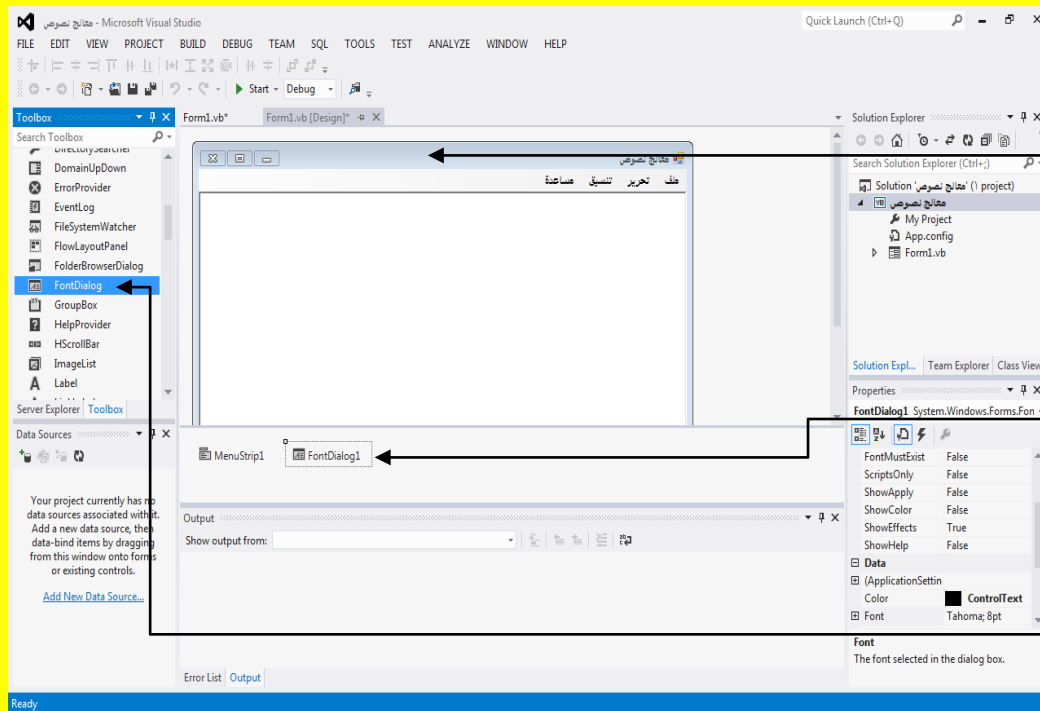 معالج نصوص - Microsoft Visual Studio
Quick Launch (Ctrl+Q)
FILE EDIT VIEW PROJECT BUILD DEBUG TEAM SQL TOOLS TEST ANALYZE WINDOW HELP
Start Debug
Toolbox
Search Toolbox
DirectorySearcher
DomainUpDown
ErrorProvider
EventLog
FileSystemWatcher
FlowLayoutPanel
FolderBrowserDialog
FontDialog
GroupBox
HelpProvider
HScrollBar
ImageList
Label
Server Explorer Toolbox
Data Sources
Your project currently has no
data sources associated with it.
Add a new data source, then
data-bind items by dragging
from this window onto forms
or existing controls.
Add New Data Source...
Form1.vb* Form1.vb [Design]*
معالج نصوص
ملف تحرير تنسيق مساعدة
MenuStrip1 FontDialog1
Output
Show output from:
Error List Output
Solution Explorer
Search Solution Explorer (Ctrl+;)
Solution 'معالج نصوص' (١ project)
معالج نصوص
My Project
App.config
Form1.vb
Solution Expl... Team Explorer Class View
Properties
FontDialog1 System.Windows.Forms.Fon
FontMustExist False
ScriptsOnly False
ShowApply False
ShowColor False
ShowEffects True
ShowHelp False
Data
(ApplicationSettin
Color ControlText
Font Tahoma; 8pt
Font
The font selected in the dialog box.
Ready